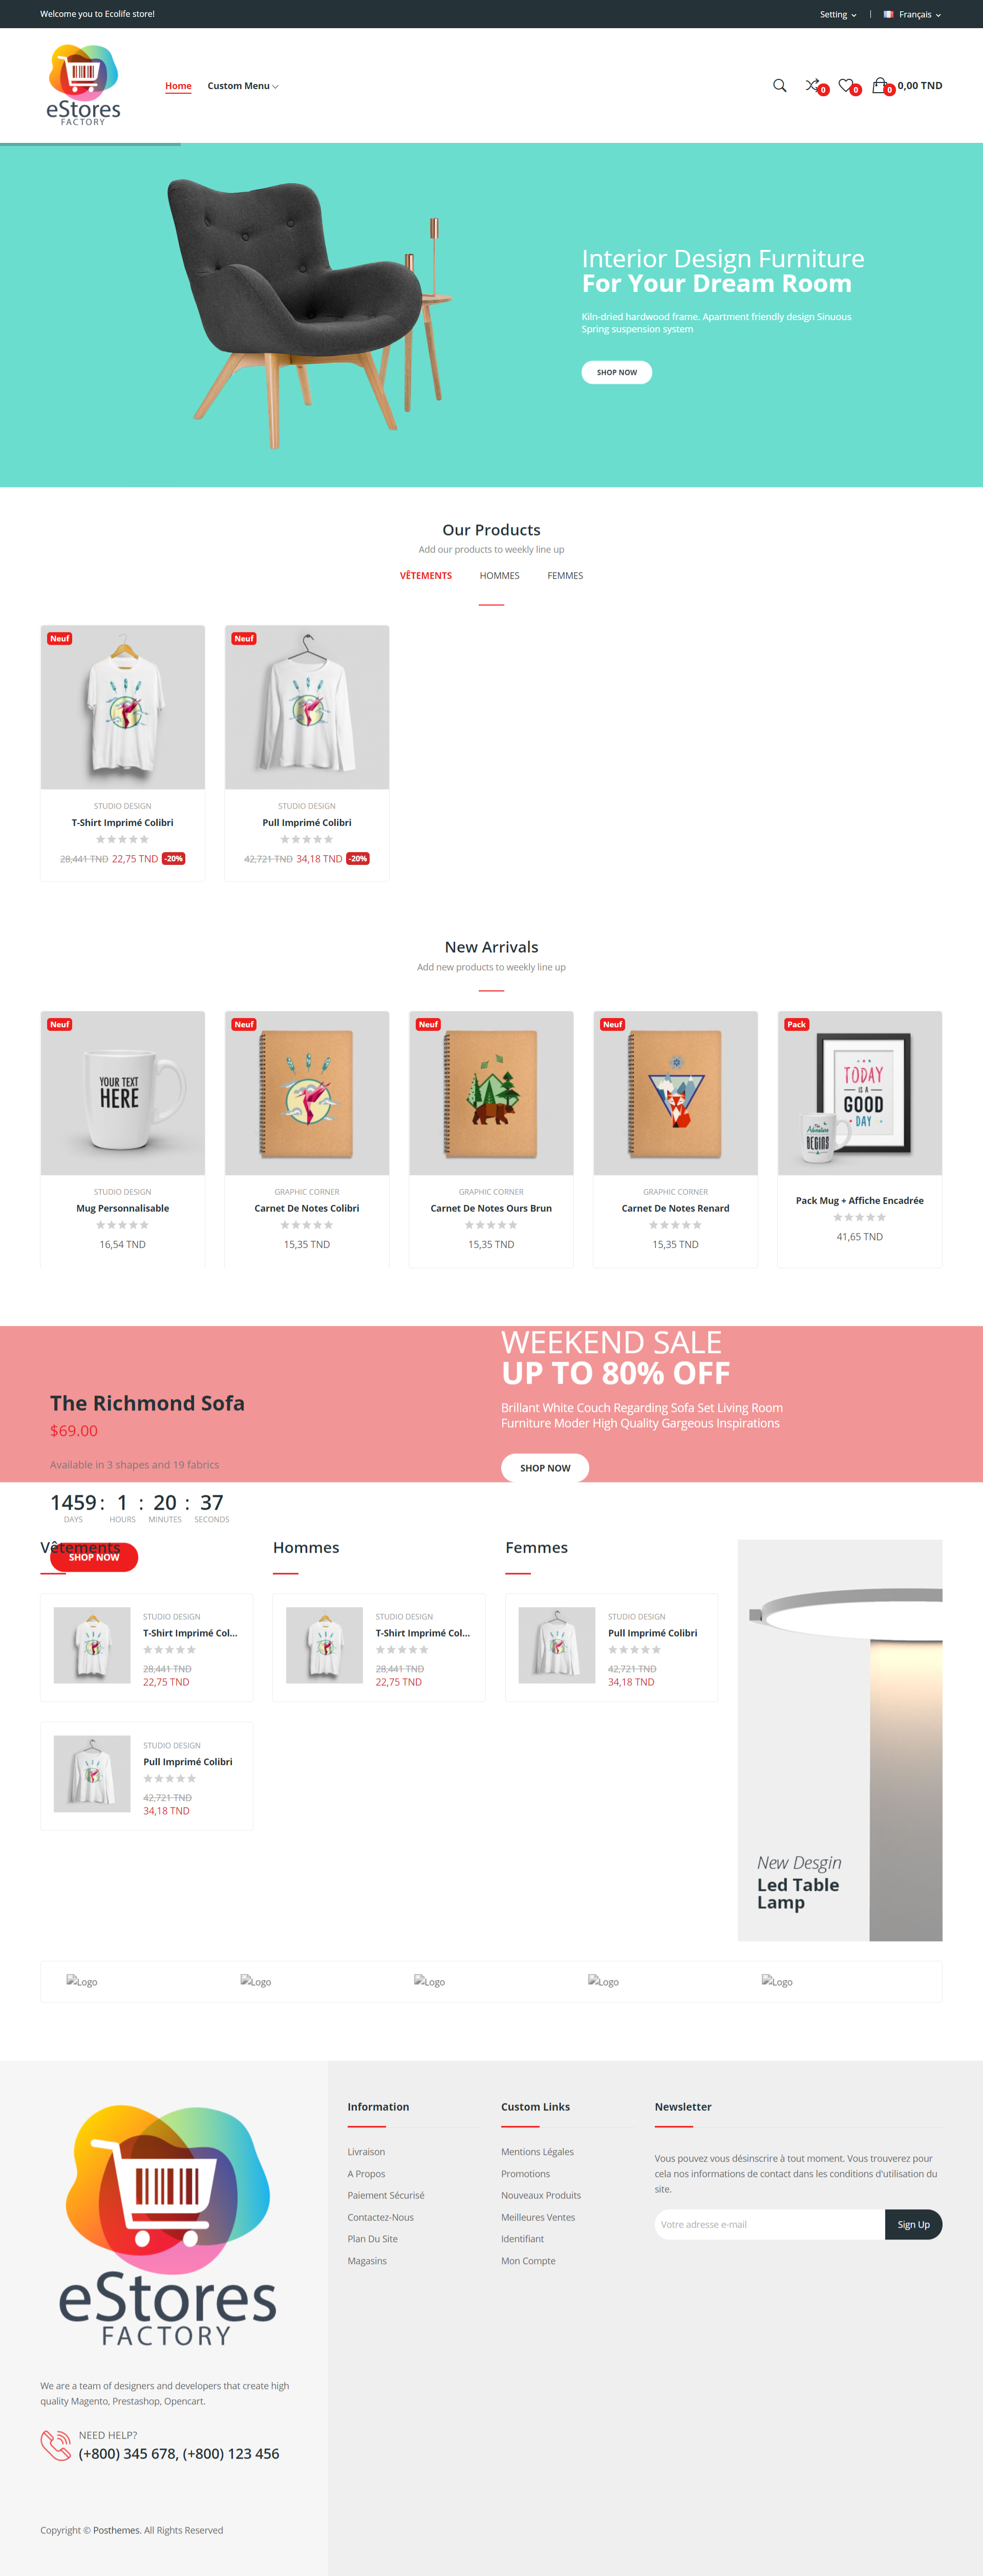 Welcome you to Ecolife store!
Setting
Français
eStores
FACTORY
Home
Custom Menu
0
0
0
0,00 TND
Interior Design Furniture
For Your Dream Room
Kiln-dried hardwood frame. Apartment friendly design Sinuous
Spring suspension system
SHOP NOW
Our Products
Add our products to weekly line up
VÊTEMENTS
HOMMES
FEMMES
Neuf
Neuf
STUDIO DESIGN
T-Shirt Imprimé Colibri
28,441 TND 22,75 TND -20%
STUDIO DESIGN
Pull Imprimé Colibri
42,721 TND 34,18 TND -20%
New Arrivals
Add new products to weekly line up
Neuf
YOUR TEXT
HERE
STUDIO DESIGN
Mug Personnalisable
16,54 TND
Neuf
GRAPHIC CORNER
Carnet De Notes Colibri
15,35 TND
Neuf
GRAPHIC CORNER
Carnet De Notes Ours Brun
15,35 TND
Neuf
GRAPHIC CORNER
Carnet De Notes Renard
15,35 TND
Pack
TODAY
IS A
GOOD
DAY
The
Adventure
BEGINS
Pack Mug + Affiche Encadrée
41,65 TND
The Richmond Sofa
$69.00
Available in 3 shapes and 19 fabrics
1459 : 1 : 20 : 37
DAYS HOURS MINUTES SECONDS
SHOP NOW
WEEKEND SALE
UP TO 80% OFF
Brillant White Couch Regarding Sofa Set Living Room
Furniture Moder High Quality Gargeous Inspirations
SHOP NOW
Vêtements
STUDIO DESIGN
T-Shirt Imprimé Col...
28,441 TND
22,75 TND
STUDIO DESIGN
Pull Imprimé Colibri
42,721 TND
34,18 TND
Hommes
STUDIO DESIGN
T-Shirt Imprimé Col...
28,441 TND
22,75 TND
Femmes
STUDIO DESIGN
Pull Imprimé Colibri
42,721 TND
34,18 TND
New Desgin
Led Table
Lamp
Logo
Logo
Logo
Logo
Logo
eStores
FACTORY
We are a team of designers and developers that create high
quality Magento, Prestashop, Opencart.
NEED HELP?
(+800) 345 678, (+800) 123 456
Copyright © Posthemes. All Rights Reserved
Information
Livraison
A Propos
Paiement Sécurisé
Contactez-Nous
Plan Du Site
Magasins
Custom Links
Mentions Légales
Promotions
Nouveaux Produits
Meilleures Ventes
Identifiant
Mon Compte
Newsletter
Vous pouvez vous désinscrire à tout moment. Vous trouverez pour
cela nos informations de contact dans les conditions d'utilisation du
site.
Votre adresse e-mail
Sign Up